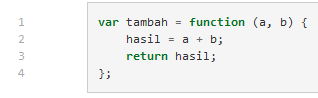 1 var tambah = function (a, b) {
2     hasil = a + b;
3     return hasil;
4 };